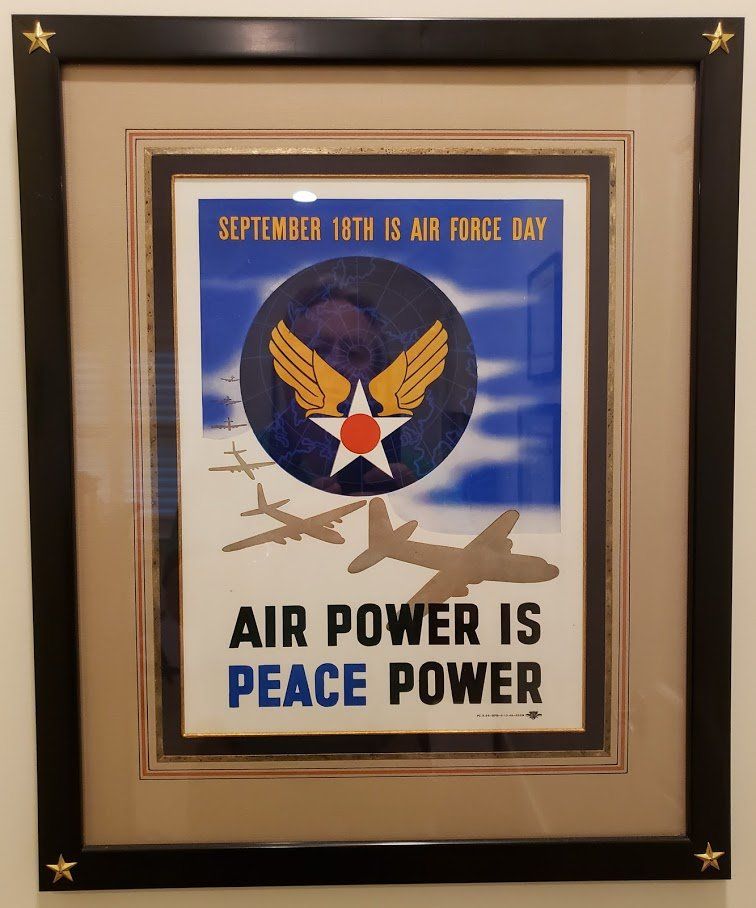 SEPTEMBER 18TH IS AIR FORCE DAY
AIR POWER IS
PEACE POWER